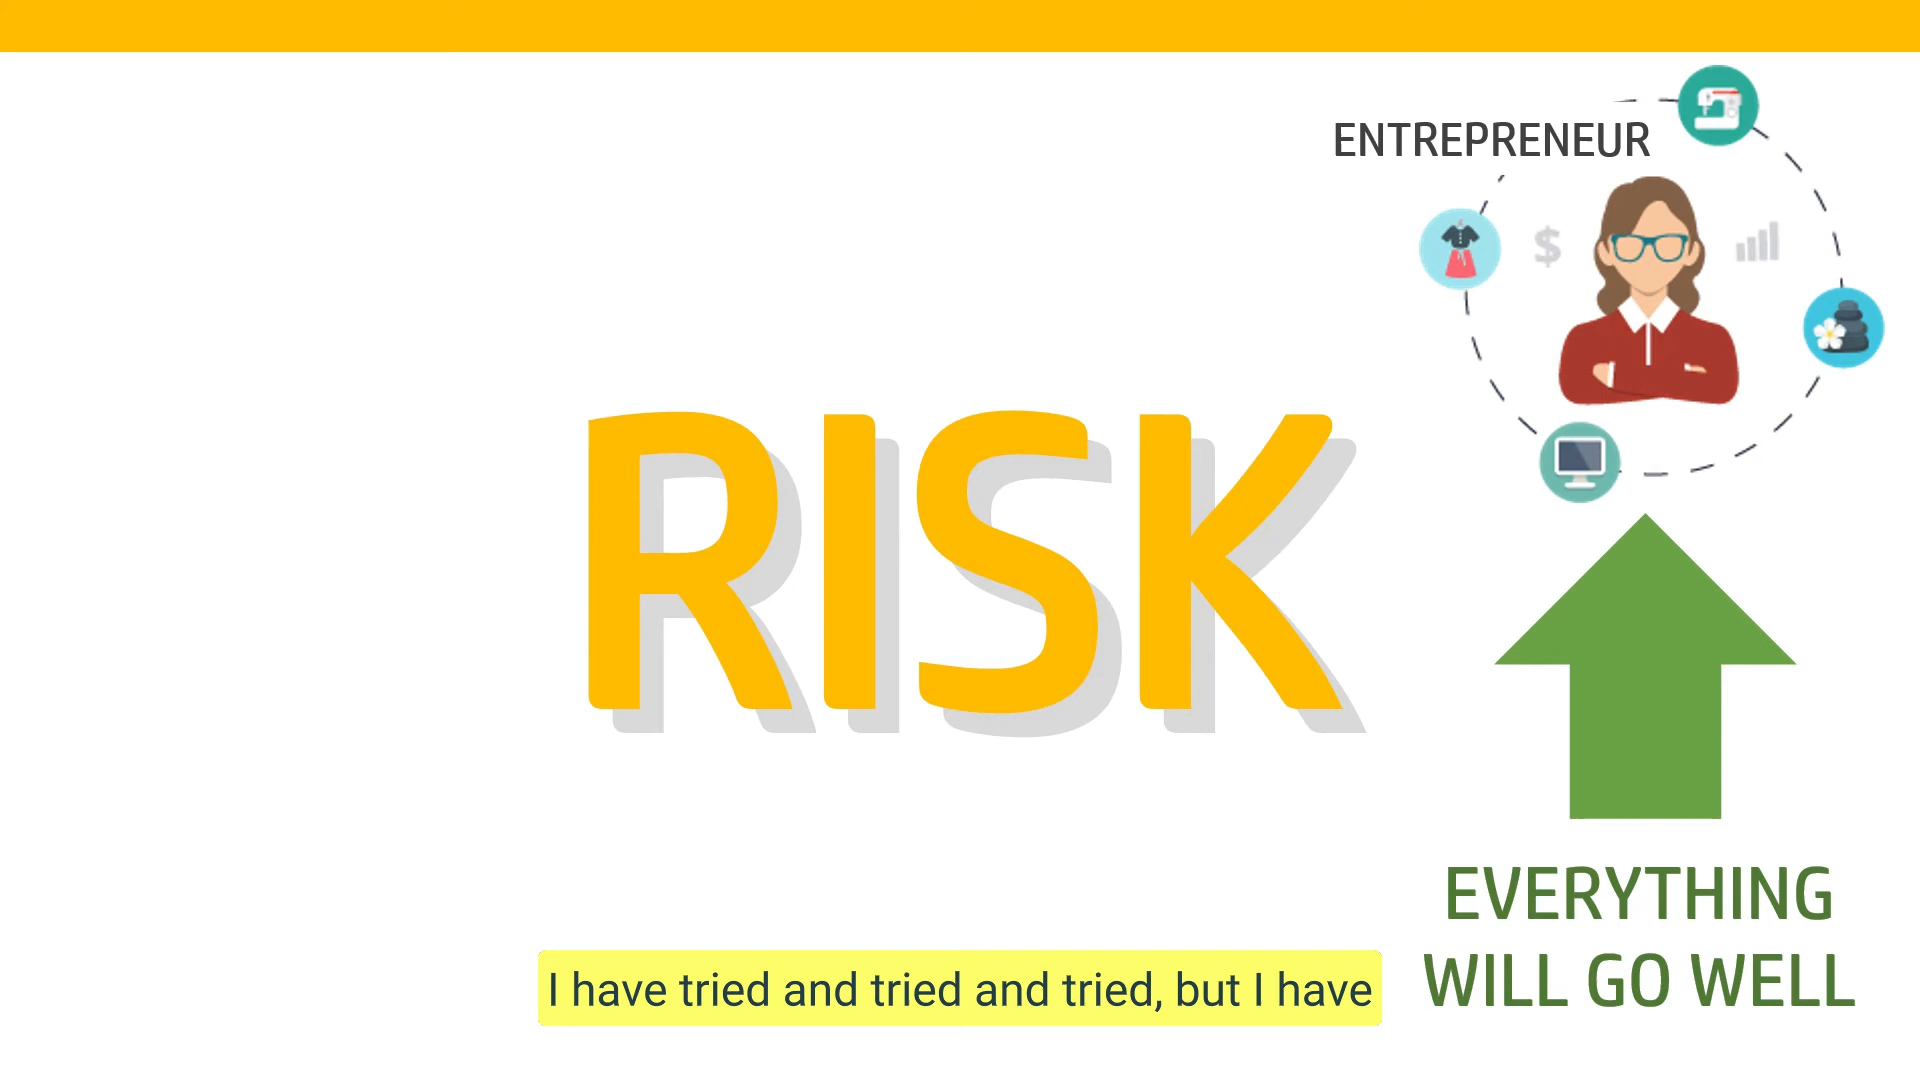 ENTREPRENEUR
$
RISK
EVERYTHING
WILL GO WELL
I have tried and tried and tried, but I have